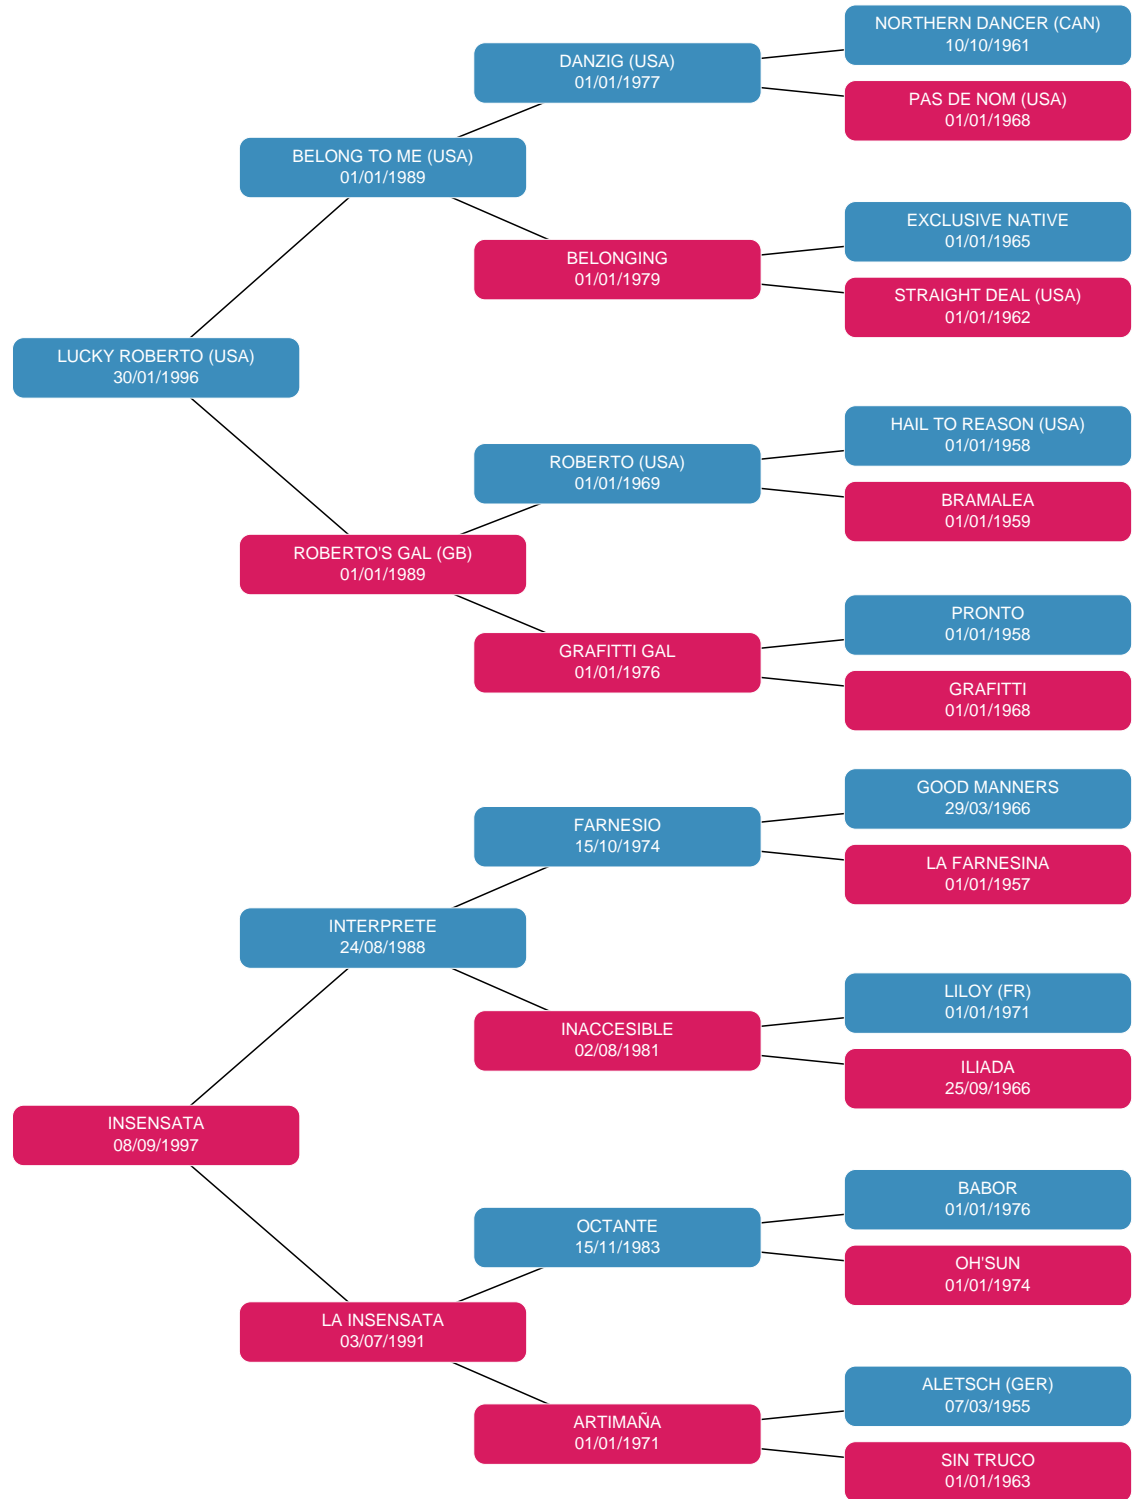 NORTHERN DANCER (CAN)
10/10/1961
DANZIG (USA)
01/01/1977
PAS DE NOM (USA)
01/01/1968
BELONG TO ME (USA)
01/01/1989
EXCLUSIVE NATIVE
01/01/1965
BELONGING
01/01/1979
STRAIGHT DEAL (USA)
01/01/1962
LUCKY ROBERTO (USA)
30/01/1996
HAIL TO REASON (USA)
01/01/1958
ROBERTO (USA)
01/01/1969
BRAMALEA
01/01/1959
ROBERTO'S GAL (GB)
01/01/1989
PRONTO
01/01/1958
GRAFITTI GAL
01/01/1976
GRAFITTI
01/01/1968
GOOD MANNERS
29/03/1966
FARNESIO
15/10/1974
LA FARNESINA
01/01/1957
INTERPRETE
24/08/1988
LILOY (FR)
01/01/1971
INACCESIBLE
02/08/1981
ILIADA
25/09/1966
INSENSATA
08/09/1997
BABOR
01/01/1976
OCTANTE
15/11/1983
OH'SUN
01/01/1974
LA INSENSATA
03/07/1991
ALETSCH (GER)
07/03/1955
ARTIMAÑA
01/01/1971
SIN TRUCO
01/01/1963